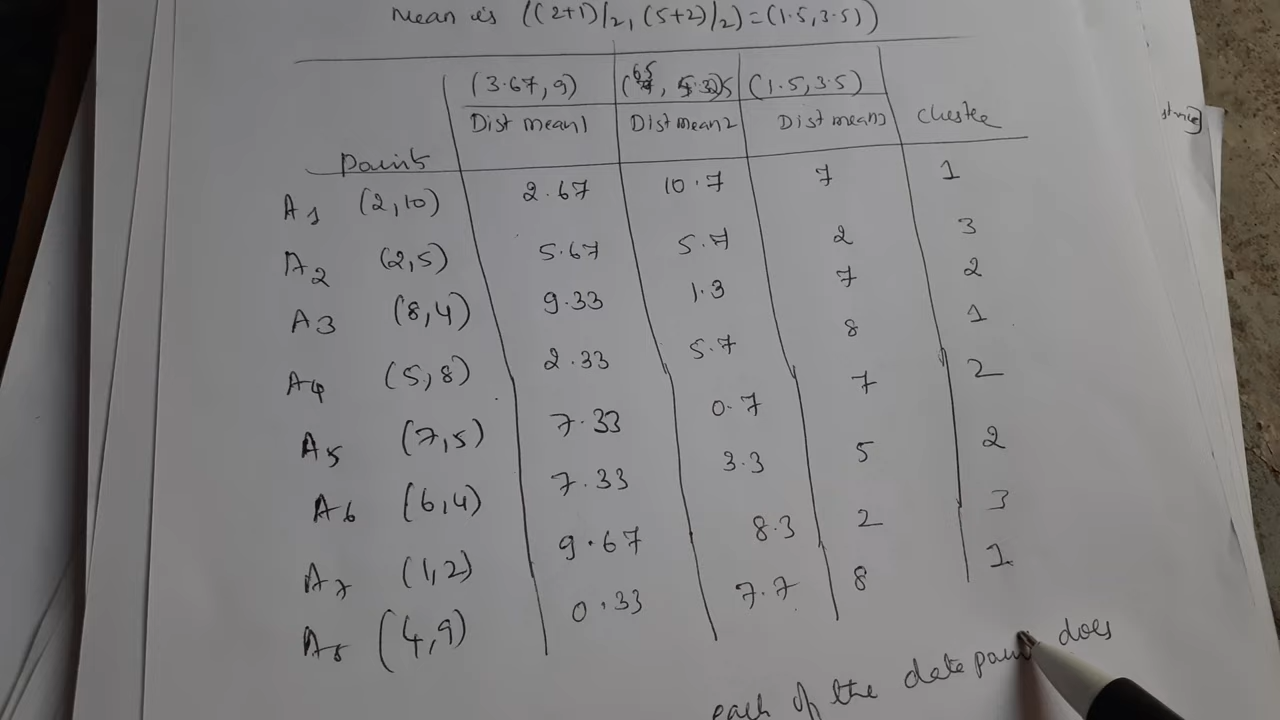 Mean is ((2+1)/2, (5+2)/2) = (1.5, 3.5))
(3.67, 9) (1.5, 3.5)
Dist mean1 Dist mean2 Dist mean3 Cluster
Points
A1 (2,10) 2.67 10.7 7 1
A2 (2,5) 5.67 5.7 2 3
A3 (8,4) 9.33 1.3 7 2
A4 (5,8) 2.33 5.7 8 1
A5 (7,5) 7.33 0.7 7 2
A6 (6,4) 7.33 3.3 5 2
A7 (1,2) 9.67 8.3 2 3
A8 (4,9) 0.33 7.7 8 1
each of the data point does